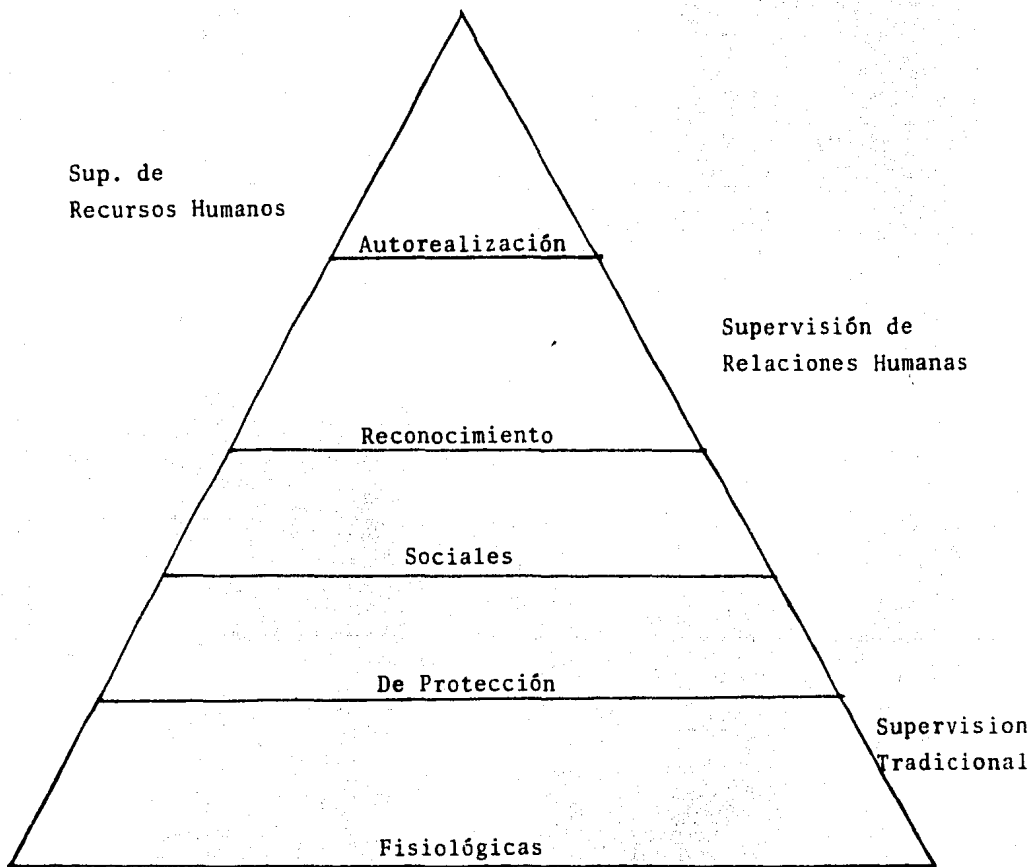 Sup. de
Recursos Humanos
Autorealización
Supervisión de
Relaciones Humanas
Reconocimiento
Sociales
De Protección
Supervision
Tradicional
Fisiológicas